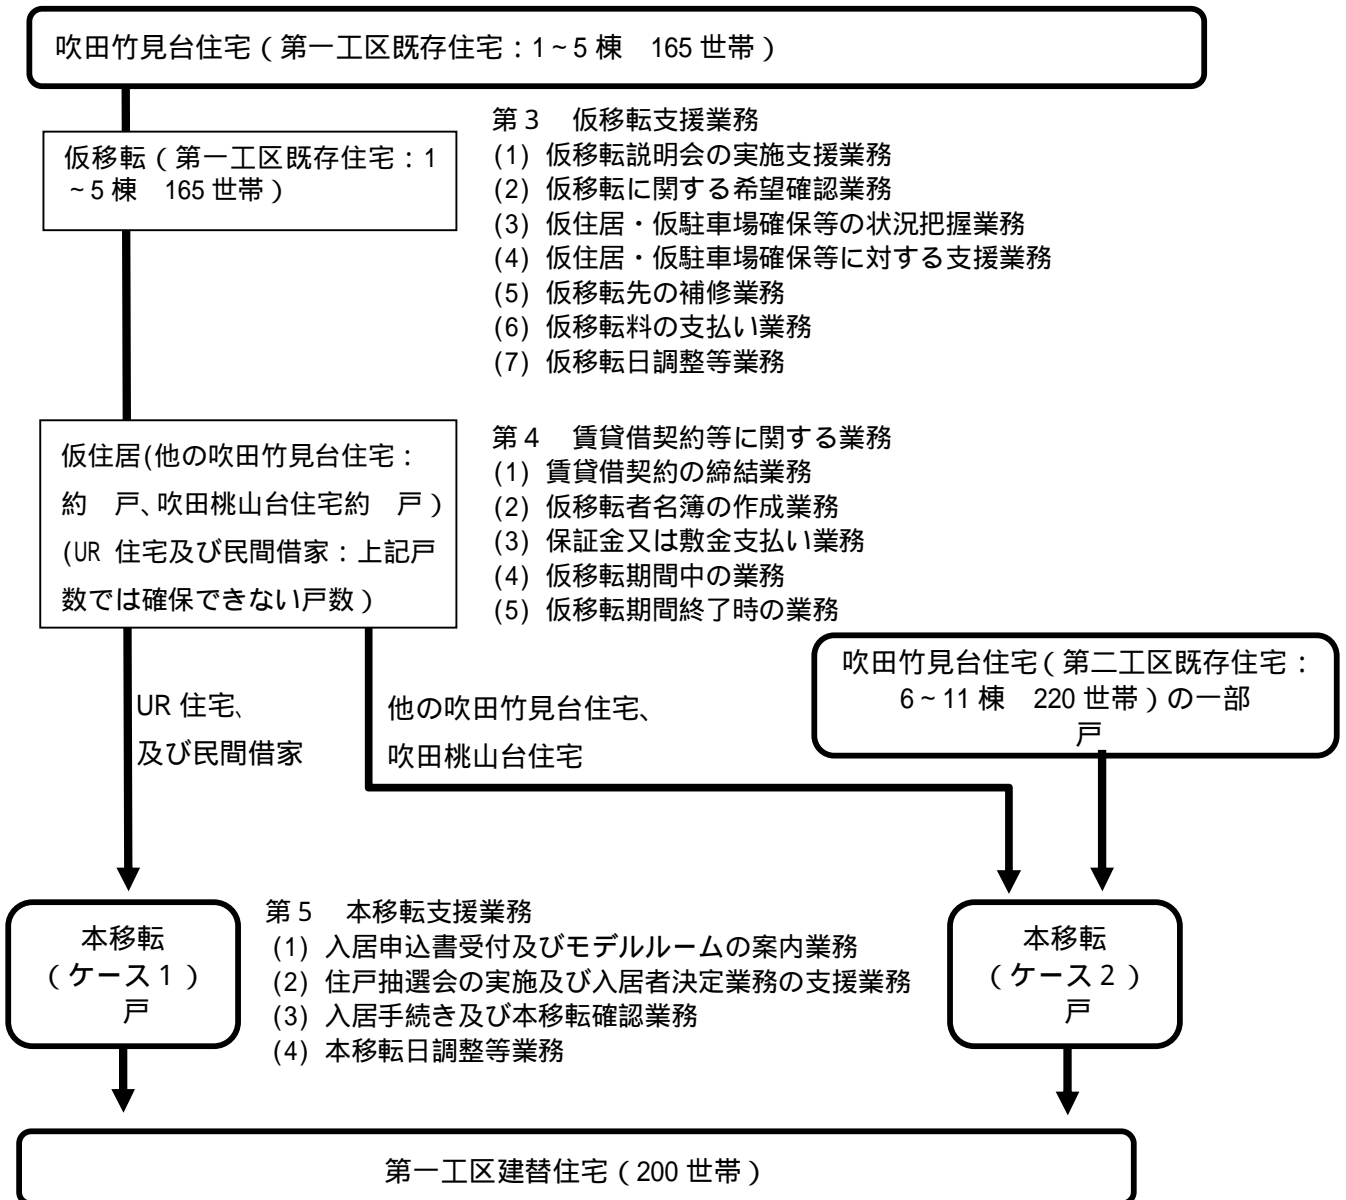 吹田竹見台住宅（第一工区既存住宅：1～5棟　165世帯）
仮移転（第一工区既存住宅：1
～5棟　165世帯）
第３　仮移転支援業務
(1) 仮移転説明会の実施支援業務
(2) 仮移転に関する希望確認業務
(3) 仮住居・仮駐車場確保等の状況把握業務
(4) 仮住居・仮駐車場確保等に対する支援業務
(5) 仮移転先の補修業務
(6) 仮移転料の支払い業務
(7) 仮移転日調整等業務
仮住居(他の吹田竹見台住宅：
約　戸、吹田桃山台住宅約　戸）
(UR 住宅及び民間借家：上記戸
数では確保できない戸数）
第４　賃貸借契約等に関する業務
(1) 賃貸借契約の締結業務
(2) 仮移転者名簿の作成業務
(3) 保証金又は敷金支払い業務
(4) 仮移転期間中の業務
(5) 仮移転期間終了時の業務
吹田竹見台住宅（第二工区既存住宅：
6～11棟　220世帯）の一部
戸
UR 住宅、
及び民間借家
他の吹田竹見台住宅、
吹田桃山台住宅
本移転
（ケース１）
戸
第５　本移転支援業務
(1) 入居申込書受付及びモデルルームの案内業務
(2) 住戸抽選会の実施及び入居者決定業務の支援業務
(3) 入居手続き及び本移転確認業務
(4) 本移転日調整等業務
本移転
（ケース２）
戸
第一工区建替住宅（200世帯）